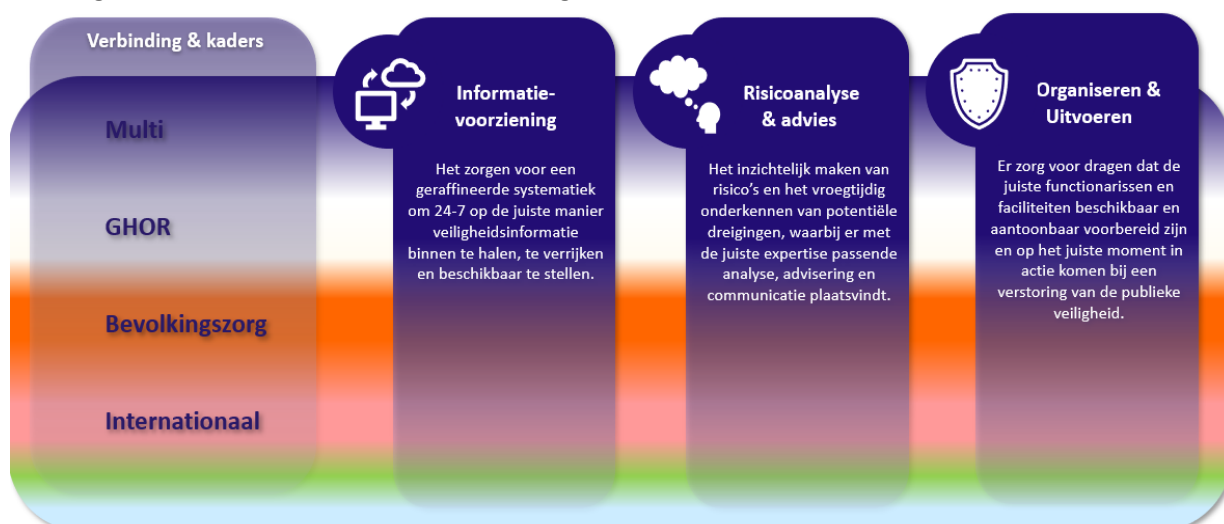 Verbinding & kaders
Multi
GHOR
Bevolkingszorg
Internationaal
Informatie-
voorziening
Het zorgen voor een
geraffineerde systematiek
om 24-7 op de juiste manier
veiligheidsinformatie
binnen te halen, te verrijken
en beschikbaar te stellen.
Risicoanalyse
& advies
Het inzichtelijk maken van
risico's en het vroegtijdig
onderkennen van potentiële
dreigingen, waarbij er met
de juiste expertise passende
analyse, advisering en
communicatie plaatsvindt.
Organiseren &
Uitvoeren
Er zorg voor dragen dat de
juiste functionarissen en
faciliteiten beschikbaar en
aantoonbaar voorbereid zijn
en op het juiste moment in
actie komen bij een
verstoring van de publieke
veiligheid.